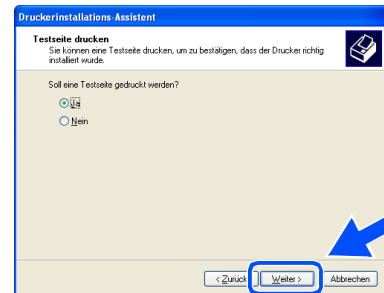 Druckerinstallations-Assistent
Testseite drucken
Sie können eine Testseite drucken, um zu bestätigen, dass der Drucker richtig
installiert wurde.
Soll eine Testseite gedruckt werden?
Ja
Nein
< Zurück Weiter > Abbrechen